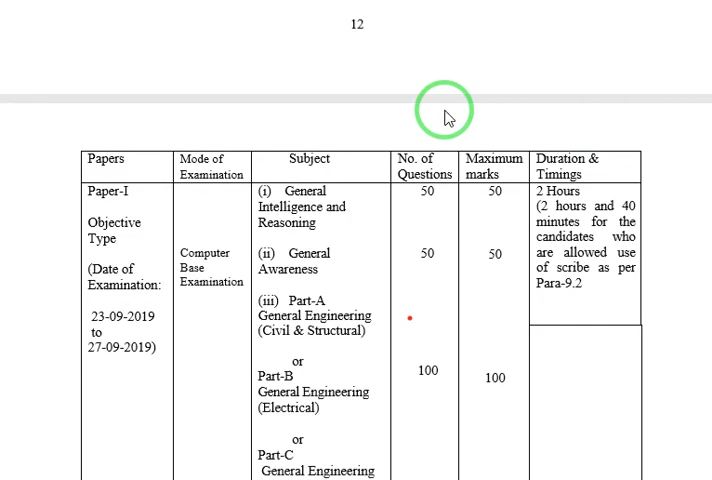 12
Papers
Mode of
Examination
Subject
No. of
Questions
Maximum
marks
Duration &
Timings
Paper-I
Objective
Type
(Date of
Examination:
23-09-2019
to
27-09-2019)
Computer
Base
Examination
(i) General
Intelligence and
Reasoning
(ii) General
Awareness
(iii) Part-A
General Engineering
(Civil & Structural)
or
Part-B
General Engineering
(Electrical)
or
Part-C
General Engineering
50
50
100
50
50
100
2 Hours
(2 hours and 40
minutes for the
candidates who
are allowed use
of scribe as per
Para-9.2